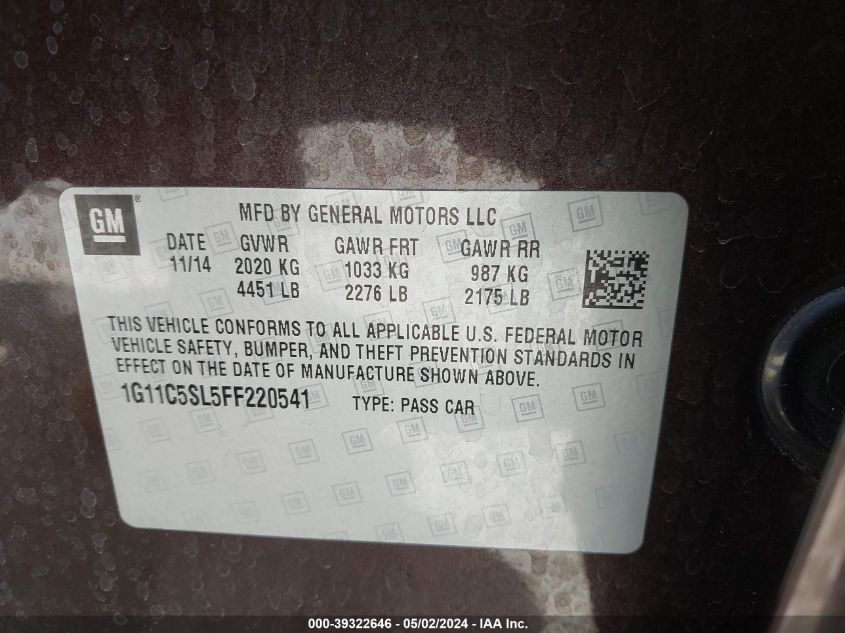 GM
MFD BY GENERAL MOTORS LLC
DATE GVWR GAWR FRT GAWR RR
11/14 2020 KG 1033 KG 987 KG
4451 LB 2276 LB 2175 LB
THIS VEHICLE CONFORMS TO ALL APPLICABLE U.S. FEDERAL MOTOR
VEHICLE SAFETY, BUMPER, AND THEFT PREVENTION STANDARDS IN
EFFECT ON THE DATE OF MANUFACTURE SHOWN ABOVE.
1G11C5SL5FF220541 TYPE: PASS CAR
000-39322646 - 05/02/2024 - IAA Inc.